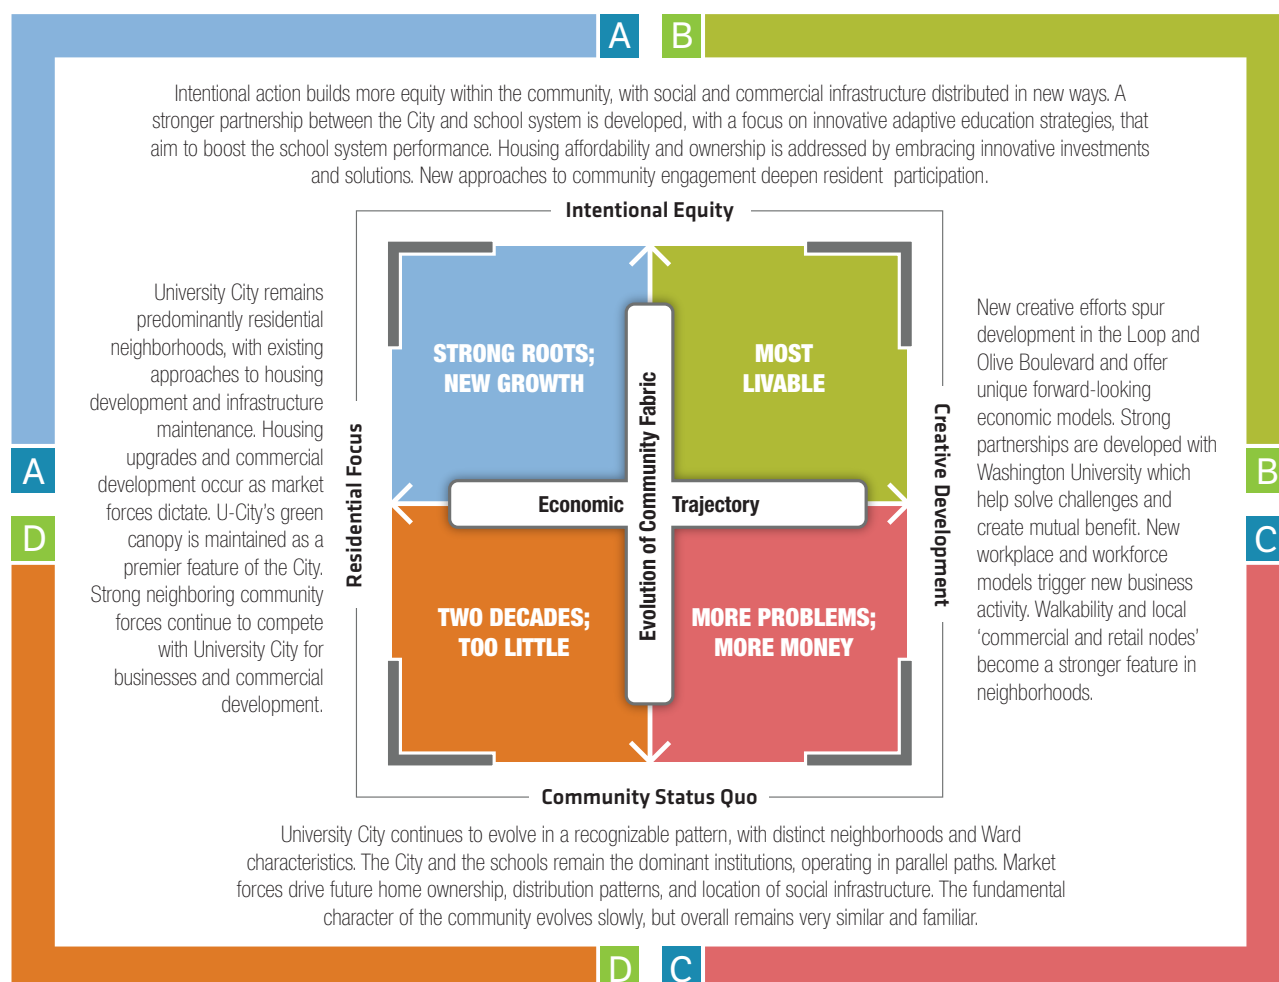 A B
Intentional action builds more equity within the community, with social and commercial infrastructure distributed in new ways. A
stronger partnership between the City and school system is developed, with a focus on innovative adaptive education strategies, that
aim to boost the school system performance. Housing affordability and ownership is addressed by embracing innovative investments
and solutions. New approaches to community engagement deepen resident participation.
Intentional Equity
University City remains
predominantly residential
neighborhoods, with existing
approaches to housing
development and infrastructure
maintenance. Housing
upgrades and commercial
development occur as market
forces dictate. U-City's green
canopy is maintained as a
premier feature of the City.
Strong neighboring community
forces continue to compete
with University City for
businesses and commercial
development.
A
D
Residential Focus
STRONG ROOTS;
NEW GROWTH
MOST
LIVABLE
Economic Trajectory
Evolution of Community Fabric
TWO DECADES;
TOO LITTLE
MORE PROBLEMS;
MORE MONEY
Creative Development
New creative efforts spur
development in the Loop and
Olive Boulevard and offer
unique forward-looking
economic models. Strong
partnerships are developed with
Washington University which
help solve challenges and
create mutual benefit. New
workplace and workforce
models trigger new business
activity. Walkability and local
‘commercial and retail nodes’
become a stronger feature in
neighborhoods.
B
C
Community Status Quo
University City continues to evolve in a recognizable pattern, with distinct neighborhoods and Ward
characteristics. The City and the schools remain the dominant institutions, operating in parallel paths. Market
forces drive future home ownership, distribution patterns, and location of social infrastructure. The fundamental
character of the community evolves slowly, but overall remains very similar and familiar.
D C